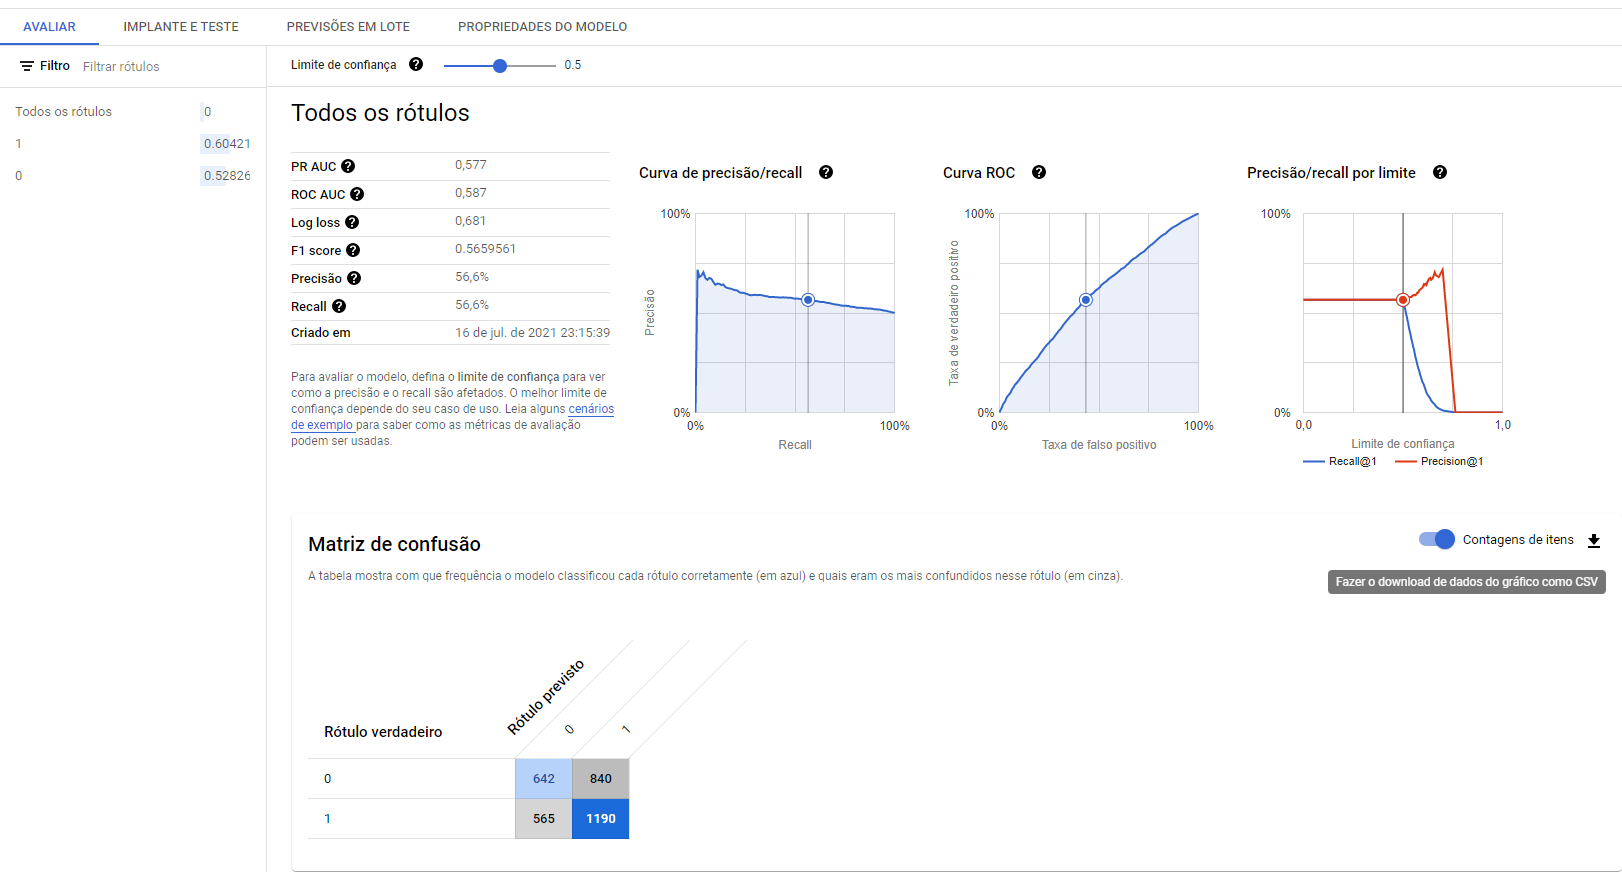 AVALIAR IMPLANTE E TESTE PREVISÕES EM LOTE PROPRIEDADES DO MODELO
Filtro Filtrar rótulos
Todos os rótulos 0
1 0.60421
0 0.52826
Limite de confiança ? 0.5
Todos os rótulos
PR AUC ? 0,577
ROC AUC ? 0,587
Log loss ? 0,681
F1 score ? 0.5659561
Precisão ? 56,6%
Recall ? 56,6%
Criado em 16 de jul. de 2021 23:15:39
Para avaliar o modelo, defina o limite de confiança para ver
como a precisão e o recall são afetados. O melhor limite de
confiança depende do seu caso de uso. Leia alguns cenários
de exemplo para saber como as métricas de avaliação
podem ser usadas.
Curva de precisão/recall ?
100%
Precisão
0%
0% 100%
Recall
Curva ROC ?
100%
Taxa de verdadeiro positivo
0%
0% 100%
Taxa de falso positivo
Precisão/recall por limite ?
100%
0%
0,0 1,0
Limite de confiança
Recall@1 Precision@1
Matriz de confusão
Contagens de itens
A tabela mostra com que frequência o modelo classificou cada rótulo corretamente (em azul) e quais eram os mais confundidos nesse rótulo (em cinza).
Fazer o download de dados do gráfico como CSV
Rótulo previsto
Rótulo verdadeiro 0 1
0 642 840
1 565 1190